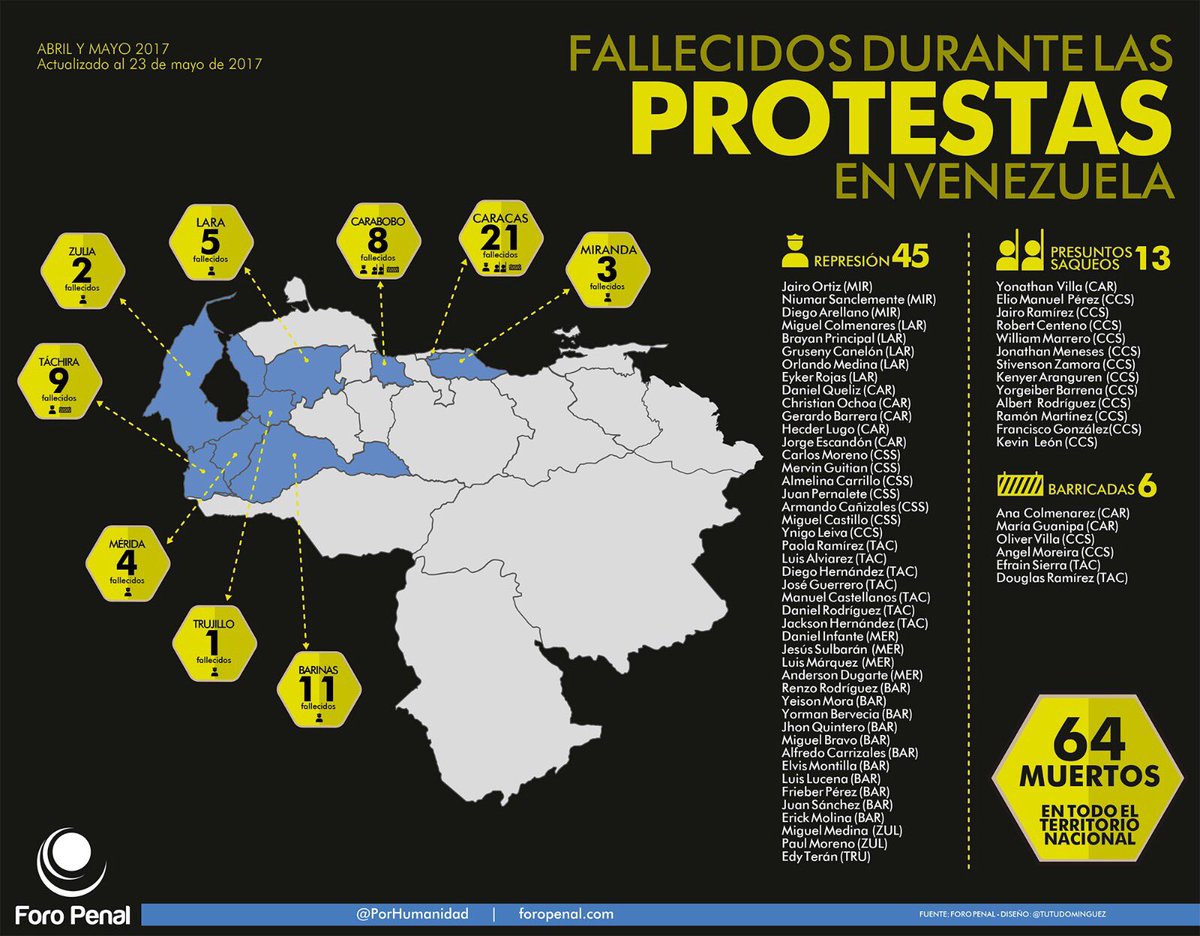 ABRIL Y MAYO 2017
Actualizado al 23 de mayo de 2017
FALLECIDOS DURANTE LAS
PROTESTAS
EN VENEZUELA
ZULIA
2
fallecidos
LARA
5
fallecidos
CARABOBO
8
fallecidos
CARACAS
21
fallecidos
MIRANDA
3
fallecidos
TÁCHIRA
9
fallecidos
MÉRIDA
4
fallecidos
TRUJILLO
1
fallecidos
BARINAS
11
fallecidos
REPRESIÓN 45
Jairo Ortiz (MIR)
Niumar Sanclemente (MIR)
Diego Arellano (MIR)
Miguel Colmenares (LAR)
Brayan Principal (LAR)
Gruseny Canelón (LAR)
Orlando Medina (LAR)
Eyker Rojas (LAR)
Daniel Queliz (CAR)
Christian Ochoa (CAR)
Gerardo Barrera (CAR)
Hecder Lugo (CAR)
Jorge Escandón (CAR)
Carlos Moreno (CSS)
Mervin Guitian (CSS)
Almelina Carrillo (CSS)
Juan Pernalete (CSS)
Armando Cañizales (CSS)
Miguel Castillo (CSS)
Ynigo Leiva (CCS)
Paola Ramírez (TAC)
Luis Alviarez (TAC)
Diego Hernández (TAC)
José Guerrero (TAC)
Manuel Castellanos (TAC)
Daniel Rodríguez (TAC)
Jackson Hernández (TAC)
Daniel Infante (MER)
Jesús Sulbarán (MER)
Luis Márquez (MER)
Anderson Dugarte (MER)
Renzo Rodríguez (BAR)
Yeison Mora (BAR)
Yorman Bervecia (BAR)
Jhon Quintero (BAR)
Miguel Bravo (BAR)
Alfredo Carrizales (BAR)
Elvis Montilla (BAR)
Luis Lucena (BAR)
Frieber Pérez (BAR)
Juan Sánchez (BAR)
Erick Molina (BAR)
Miguel Medina (ZUL)
Paul Moreno (ZUL)
Edy Terán (TRU)
PRESUNTOS
SAQUEOS 13
Yonathan Villa (CAR)
Elio Manuel Pérez (CCS)
Jairo Ramírez (CCS)
Robert Centeno (CCS)
William Marrero (CCS)
Jonathan Meneses (CCS)
Stivenson Zamora (CCS)
Kenyer Aranguren (CCS)
Yorgeiber Barrena (CCS)
Albert Rodríguez (CCS)
Ramón Martínez (CCS)
Francisco González(CCS)
Kevin León (CCS)
BARRICADAS 6
Ana Colmenarez (CAR)
María Guanipa (CAR)
Oliver Villa (CCS)
Angel Moreira (CCS)
Efrain Sierra (TAC)
Douglas Ramírez (TAC)
64
MUERTOS
EN TODO EL
TERRITORIO
NACIONAL
Foro Penal
@PorHumanidad | foropenal.com
FUENTE: FORO PENAL - DISEÑO: @TUTUDOMINGUEZ